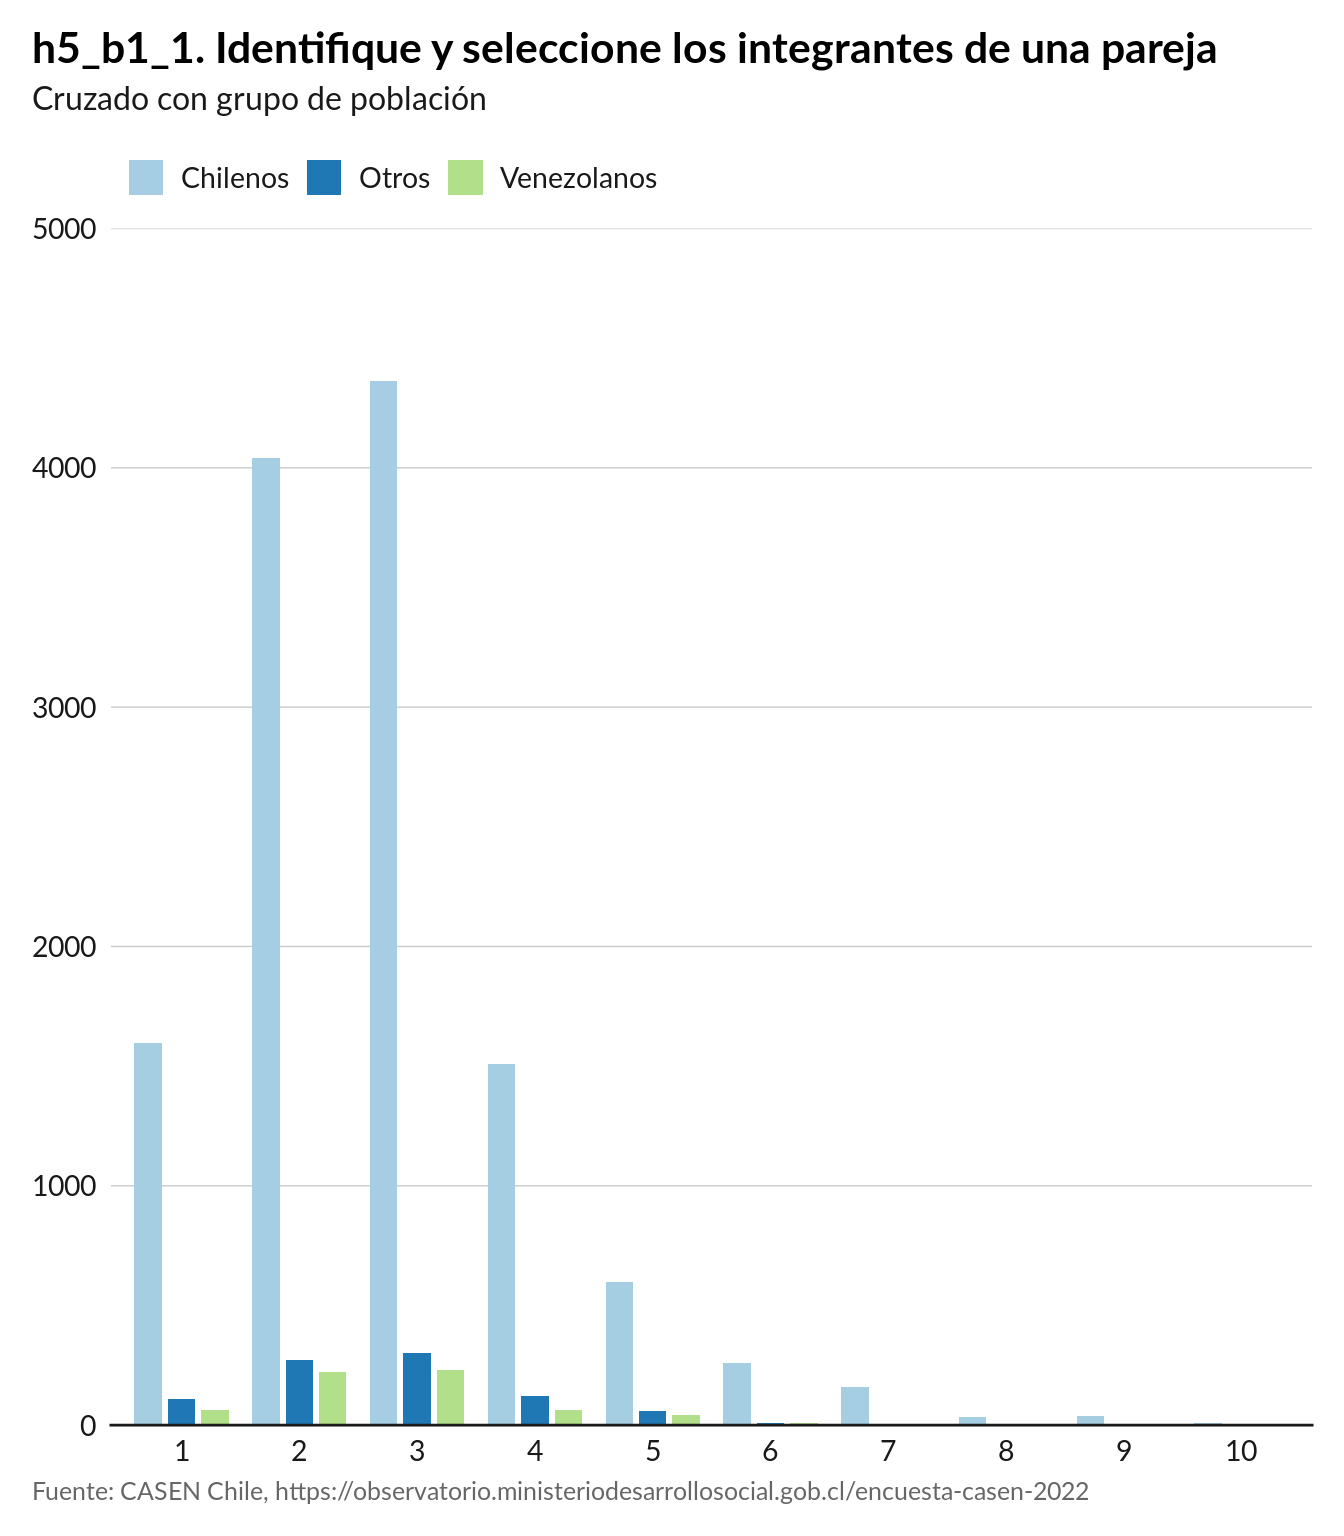 h5_b1_1. Identifique y seleccione los integrantes de una pareja
Cruzado con grupo de población
Chilenos Otros Venezolanos
5000
4000
3000
2000
1000
0
1 2 3 4 5 6 7 8 9 10
Fuente: CASEN Chile, https://observatorio.ministeriodesarrollosocial.gob.cl/encuesta-casen-2022